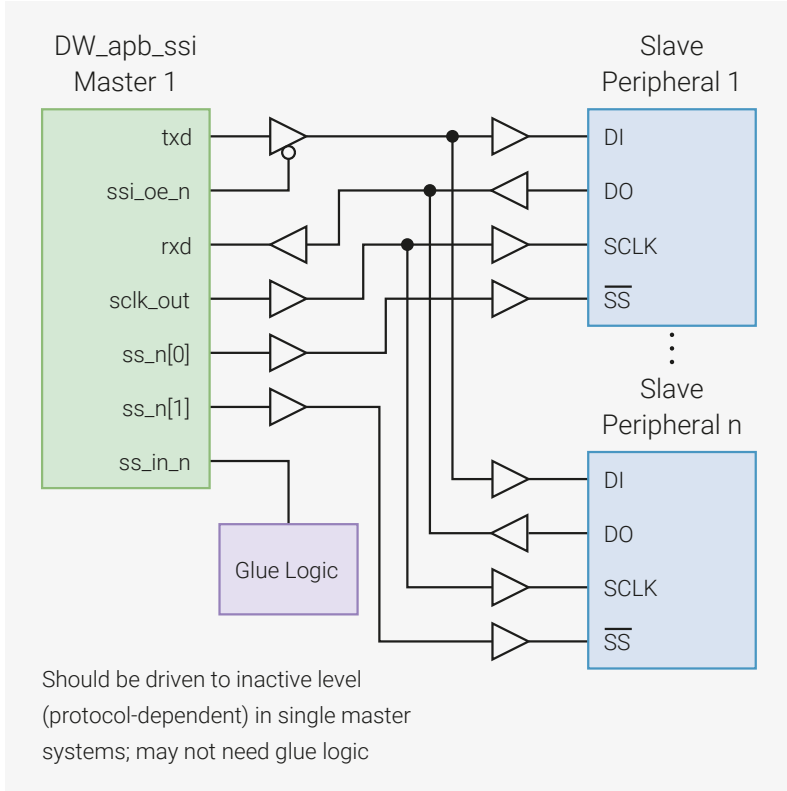 DW_apb_ssi
Master 1
txd
ssi_oe_n
rxd
sclk_out
ss_n[0]
ss_n[1]
ss_in_n
Glue Logic
Slave
Peripheral 1
DI
DO
SCLK
SS
Slave
Peripheral n
DI
DO
SCLK
SS
Should be driven to inactive level
(protocol-dependent) in single master
systems; may not need glue logic